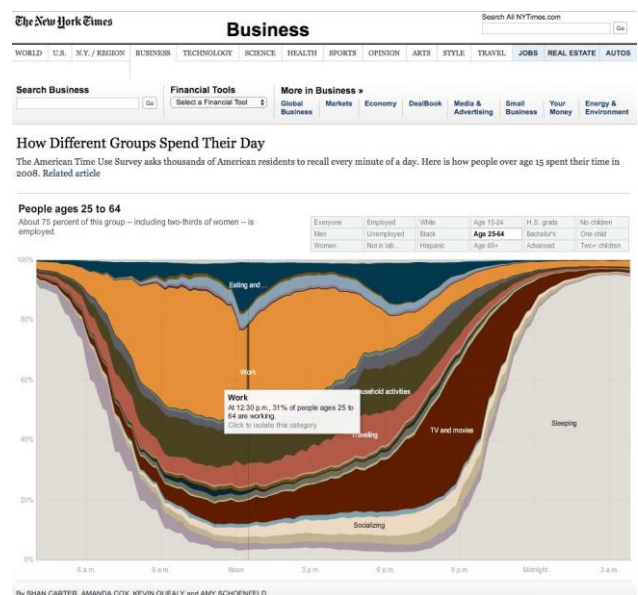 The New York Times
Business
Search All NYTimes.com
Go
WORLD U.S. N.Y. / REGION BUSINESS TECHNOLOGY SCIENCE HEALTH SPORTS OPINION ARTS STYLE TRAVEL JOBS REAL ESTATE AUTOS
Search Business
Go
Financial Tools
Select a Financial Tool
More in Business »
Global Business Markets Economy DealBook Media & Advertising Small Business Your Money Energy & Environment
How Different Groups Spend Their Day
The American Time Use Survey asks thousands of American residents to recall every minute of a day. Here is how people over age 15 spent their time in
2008. Related article
People ages 25 to 64
About 75 percent of this group -- including two-thirds of women -- is
employed.
Everyone Employed White Age 15-24 H.S. grads No children
Men Unemployed Black Age 25-64 Bachelor's One child
Women Not in lab... Hispanic Age 65+ Advanced Two+ children
100%
Eating and ...
80%
Work
60%
Household activities
Work
At 12:30 p.m., 31% of people ages 25 to
64 are working.
Click to isolate this category
Traveling
TV and movies
Sleeping
40%
20%
Socializing
0%
6 a.m. 9 a.m. Noon 3 p.m. 6 p.m. 9 p.m. Midnight 3 a.m.
By SHAN CARTER, AMANDA COX, KEVIN QUEALY and AMY SCHOENFELD